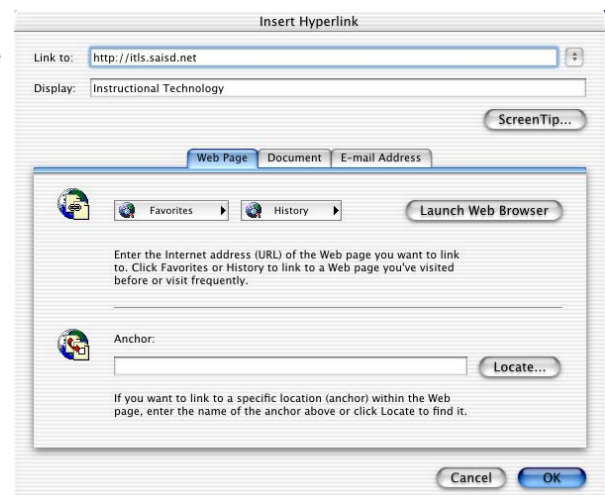 Insert Hyperlink
Link to: http://itls.saisd.net
Display: Instructional Technology
ScreenTip...
Web Page Document E-mail Address
Favorites History Launch Web Browser
Enter the Internet address (URL) of the Web page you want to link
to. Click Favorites or History to link to a Web page you've visited
before or visit frequently.
Anchor:
Locate...
If you want to link to a specific location (anchor) within the Web
page, enter the name of the anchor above or click Locate to find it.
Cancel OK